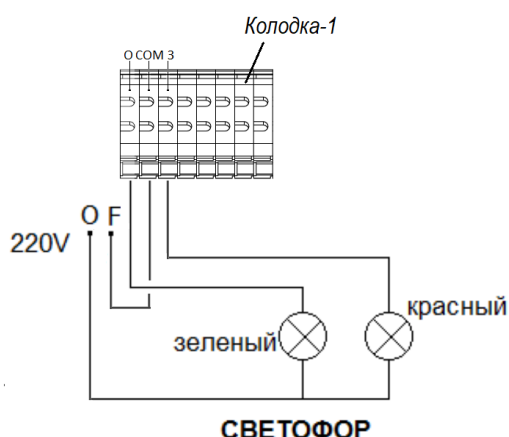 Колодка-1
О COM 3
O F
220V
красный
зеленый
СВЕТОФОР